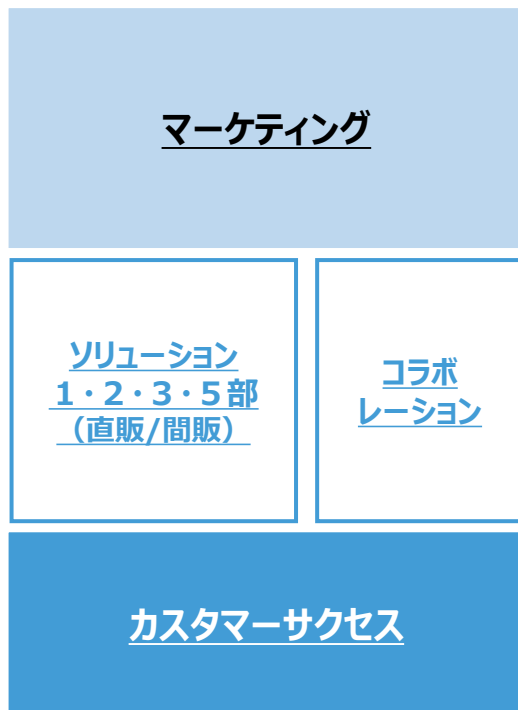 マーケティング
ソリューション
1・2・3・5部
（直販/間販）
コラボ
レーション
カスタマーサクセス